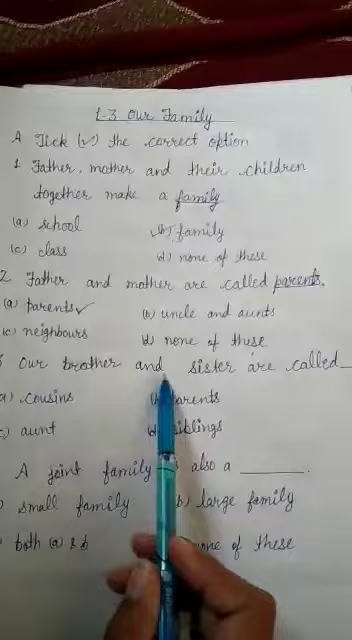 L-3 Our Family
A Tick (✓) the correct option
1 Father, mother and their children
together make a family
(a) school (b) family
(c) class (d) none of these
2 Father and mother are called parents.
(a) parents✓ (b) uncle and aunts
(c) neighbours (d) none of these
3 Our brother and sister are called
a) cousins
aunt
A joint family also a ________.
small family b) large family
both (a) & b none of these